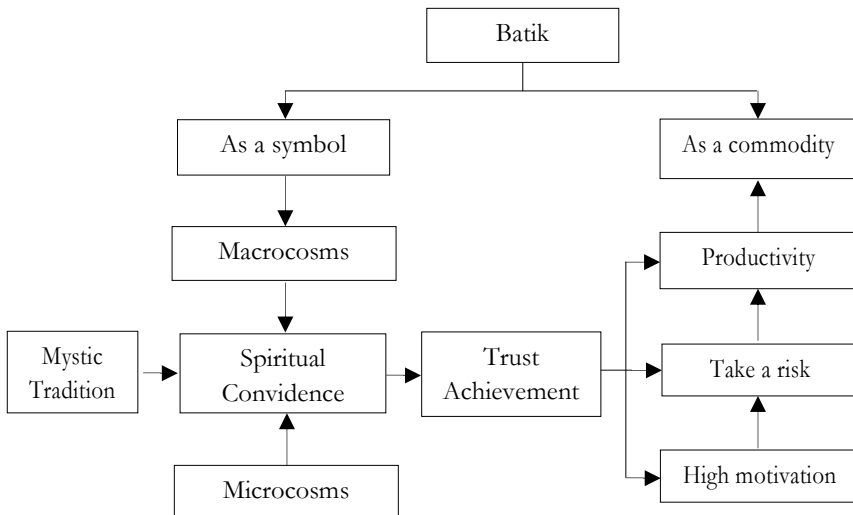 Batik
As a symbol
As a commodity
Macrocosms
Productivity
Mystic
Tradition
Spiritual
Convidence
Trust
Achievement
Take a risk
Microcosms
High motivation